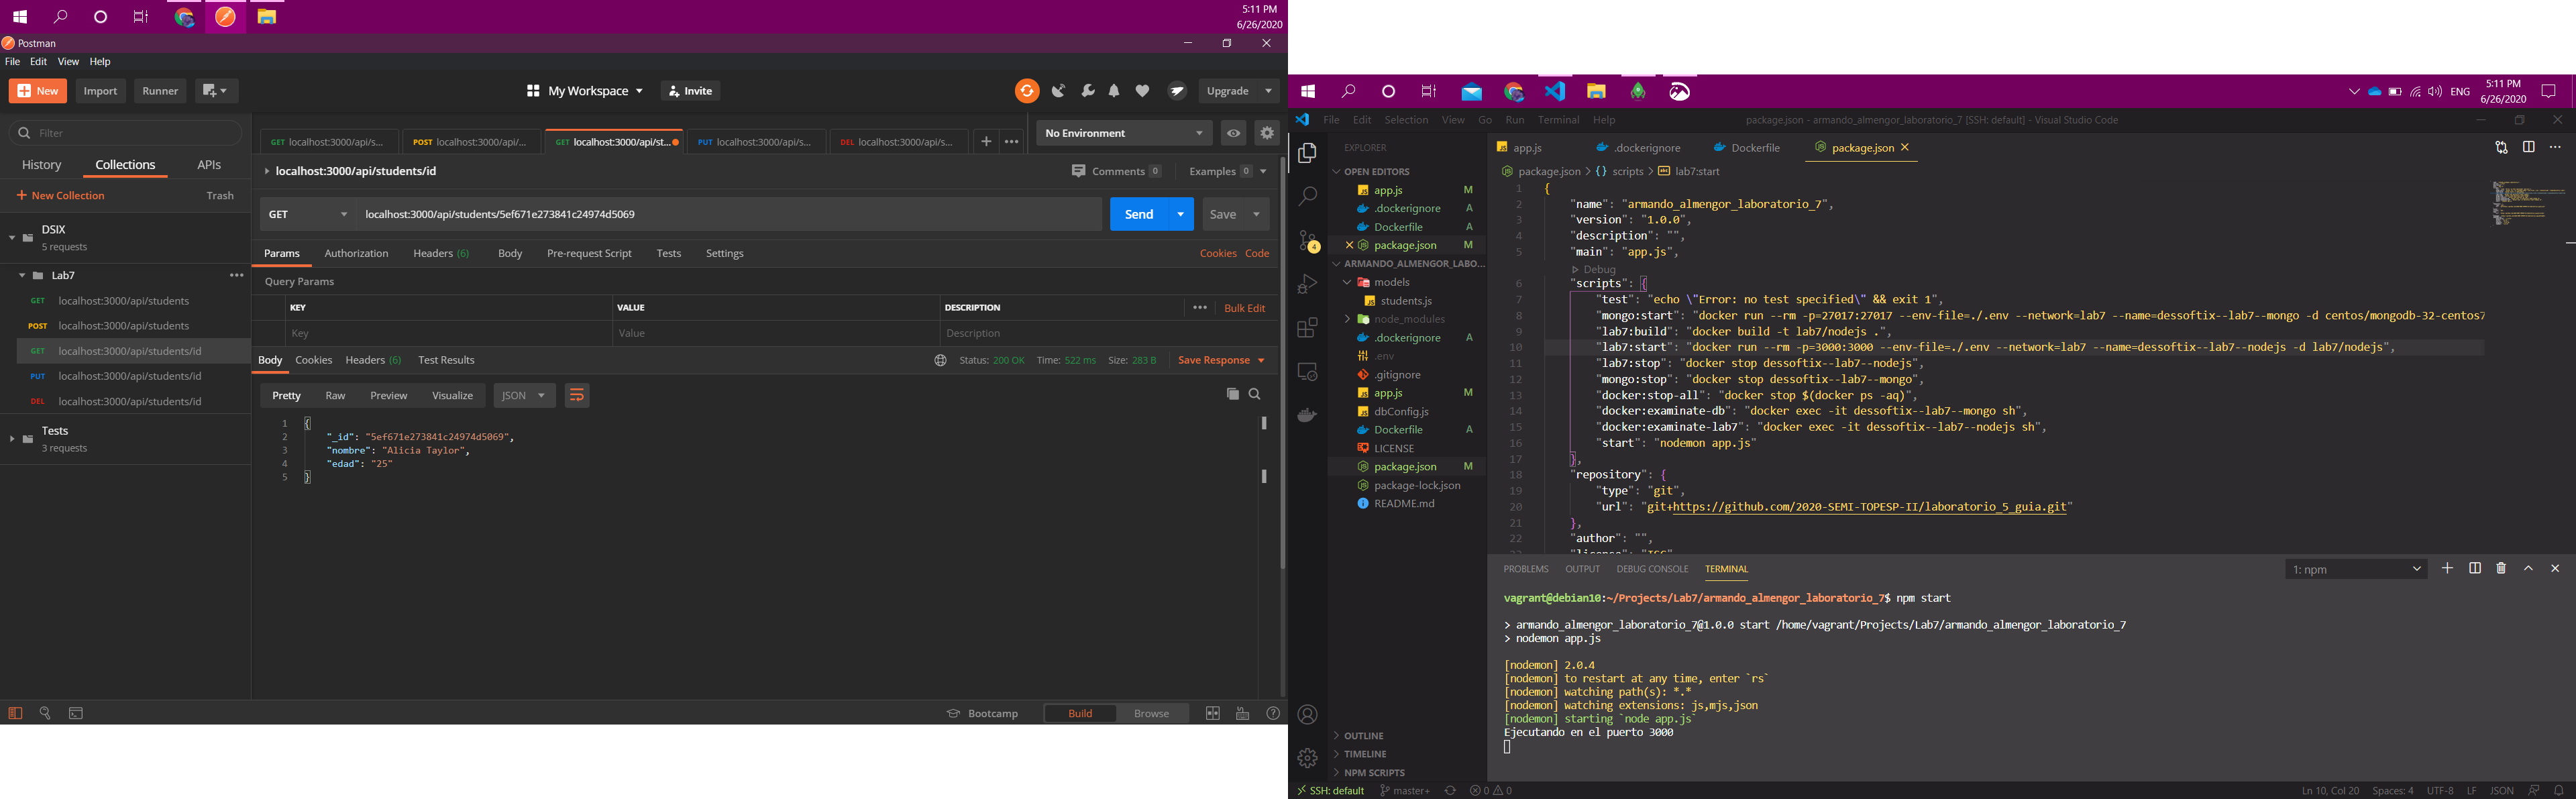 5:11 PM
6/26/2020
Postman
File Edit View Help
New Import Runner
My Workspace Invite
Upgrade
Filter
History Collections APIs
+ New Collection Trash
DSIX
5 requests
Lab7
GET localhost:3000/api/students
POST localhost:3000/api/students
GET localhost:3000/api/students/id
PUT localhost:3000/api/students/id
DEL localhost:3000/api/students/id
Tests
3 requests
GET localhost:3000/api/s...
POST localhost:3000/api/...
GET localhost:3000/api/st...
PUT localhost:3000/api/s...
DEL localhost:3000/api/s...
No Environment
localhost:3000/api/students/id
Comments 0 Examples 0
GET localhost:3000/api/students/5ef671e273841c24974d5069
Send Save
Params Authorization Headers (6) Body Pre-request Script Tests Settings Cookies Code
Query Params
KEY VALUE DESCRIPTION Bulk Edit
Key Value Description
Body Cookies Headers (6) Test Results Status: 200 OK Time: 522 ms Size: 283 B Save Response
Pretty Raw Preview Visualize JSON
1 {
2 "_id": "5ef671e273841c24974d5069",
3 "nombre": "Alicia Taylor",
4 "edad": "25"
5 }
Bootcamp Build Browse
ENG
5:11 PM
6/26/2020
File Edit Selection View Go Run Terminal Help
package.json - armando_almengor_laboratorio_7 [SSH: default] - Visual Studio Code
4
EXPLORER
OPEN EDITORS
app.js M
.dockerignore A
Dockerfile A
package.json M
ARMANDO_ALMENGOR_LABO...
models
students.js
node_modules
.dockerignore A
.env
.gitignore
app.js M
dbConfig.js
Dockerfile A
LICENSE
package.json M
package-lock.json
README.md
OUTLINE
TIMELINE
NPM SCRIPTS
app.js .dockerignore Dockerfile package.json
package.json > {} scripts > lab7:start
1 {
2 "name": "armando_almengor_laboratorio_7",
3 "version": "1.0.0",
4 "description": "",
5 "main": "app.js",
Debug
6 "scripts": {
7 "test": "echo \"Error: no test specified\" && exit 1",
8 "mongo:start": "docker run --rm -p=27017:27017 --env-file=./.env --network=lab7 --name=dessoftix--lab7--mongo -d centos/mongodb-32-centos7
9 "lab7:build": "docker build -t lab7/nodejs .",
10 "lab7:start": "docker run --rm -p=3000:3000 --env-file=./.env --network=lab7 --name=dessoftix--lab7--nodejs -d lab7/nodejs",
11 "lab7:stop": "docker stop dessoftix--lab7--nodejs",
12 "mongo:stop": "docker stop dessoftix--lab7--mongo",
13 "docker:stop-all": "docker stop $(docker ps -aq)",
14 "docker:examinate-db": "docker exec -it dessoftix--lab7--mongo sh",
15 "docker:examinate-lab7": "docker exec -it dessoftix--lab7--nodejs sh",
16 "start": "nodemon app.js"
17 },
18 "repository": {
19 "type": "git",
20 "url": "git+https://github.com/2020-SEMI-TOPESP-II/laboratorio_5_guia.git"
21 },
22 "author": "",
PROBLEMS OUTPUT DEBUG CONSOLE TERMINAL 1: npm
vagrant@debian10:~/Projects/Lab7/armando_almengor_laboratorio_7$ npm start
> armando_almengor_laboratorio_7@1.0.0 start /home/vagrant/Projects/Lab7/armando_almengor_laboratorio_7
> nodemon app.js
[nodemon] 2.0.4
[nodemon] to restart at any time, enter `rs`
[nodemon] watching path(s): *.*
[nodemon] watching extensions: js,mjs,json
[nodemon] starting `node app.js`
Ejecutando en el puerto 3000
SSH: default master+ 0 0 Ln 10, Col 20 Spaces: 4 UTF-8 LF JSON